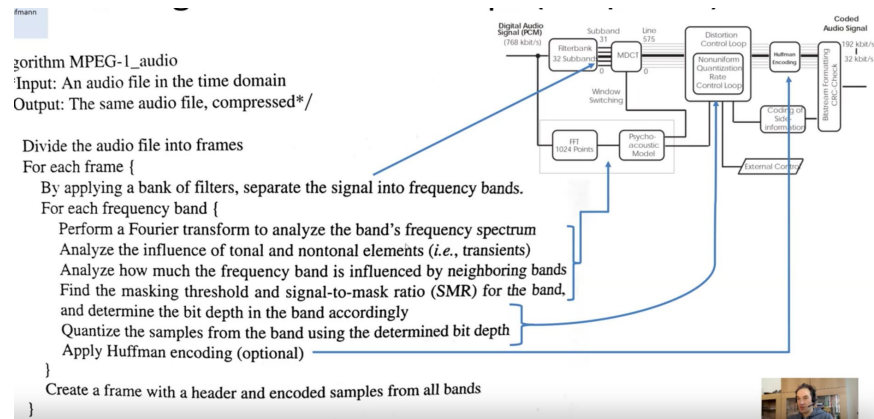 fmann
gorithm MPEG-1_audio
*Input: An audio file in the time domain
Output: The same audio file, compressed*/
Divide the audio file into frames
For each frame {
By applying a bank of filters, separate the signal into frequency bands.
For each frequency band {
Perform a Fourier transform to analyze the band's frequency spectrum
Analyze the influence of tonal and nontonal elements (i.e., transients)
Analyze how much the frequency band is influenced by neighboring bands
Find the masking threshold and signal-to-mask ratio (SMR) for the band,
and determine the bit depth in the band accordingly
Quantize the samples from the band using the determined bit depth
Apply Huffman encoding (optional)
}
Create a frame with a header and encoded samples from all bands
}
Digital Audio
Signal (PCM)
(768 kbit/s)
Filterbank
32 Subband
Subband
31
0
MDCT
Line
575
0
Window
Switching
FFT
1024 Points
Psycho-
acoustic
Model
Distortion
Control Loop
Nonuniform
Quantization
Rate
Control Loop
Huffman
Encoding
Coding of
Side-
information
External Control
Bitstream Formatting
CRC-Check
Coded
Audio Signal
192 kbit/s
32 kbit/s